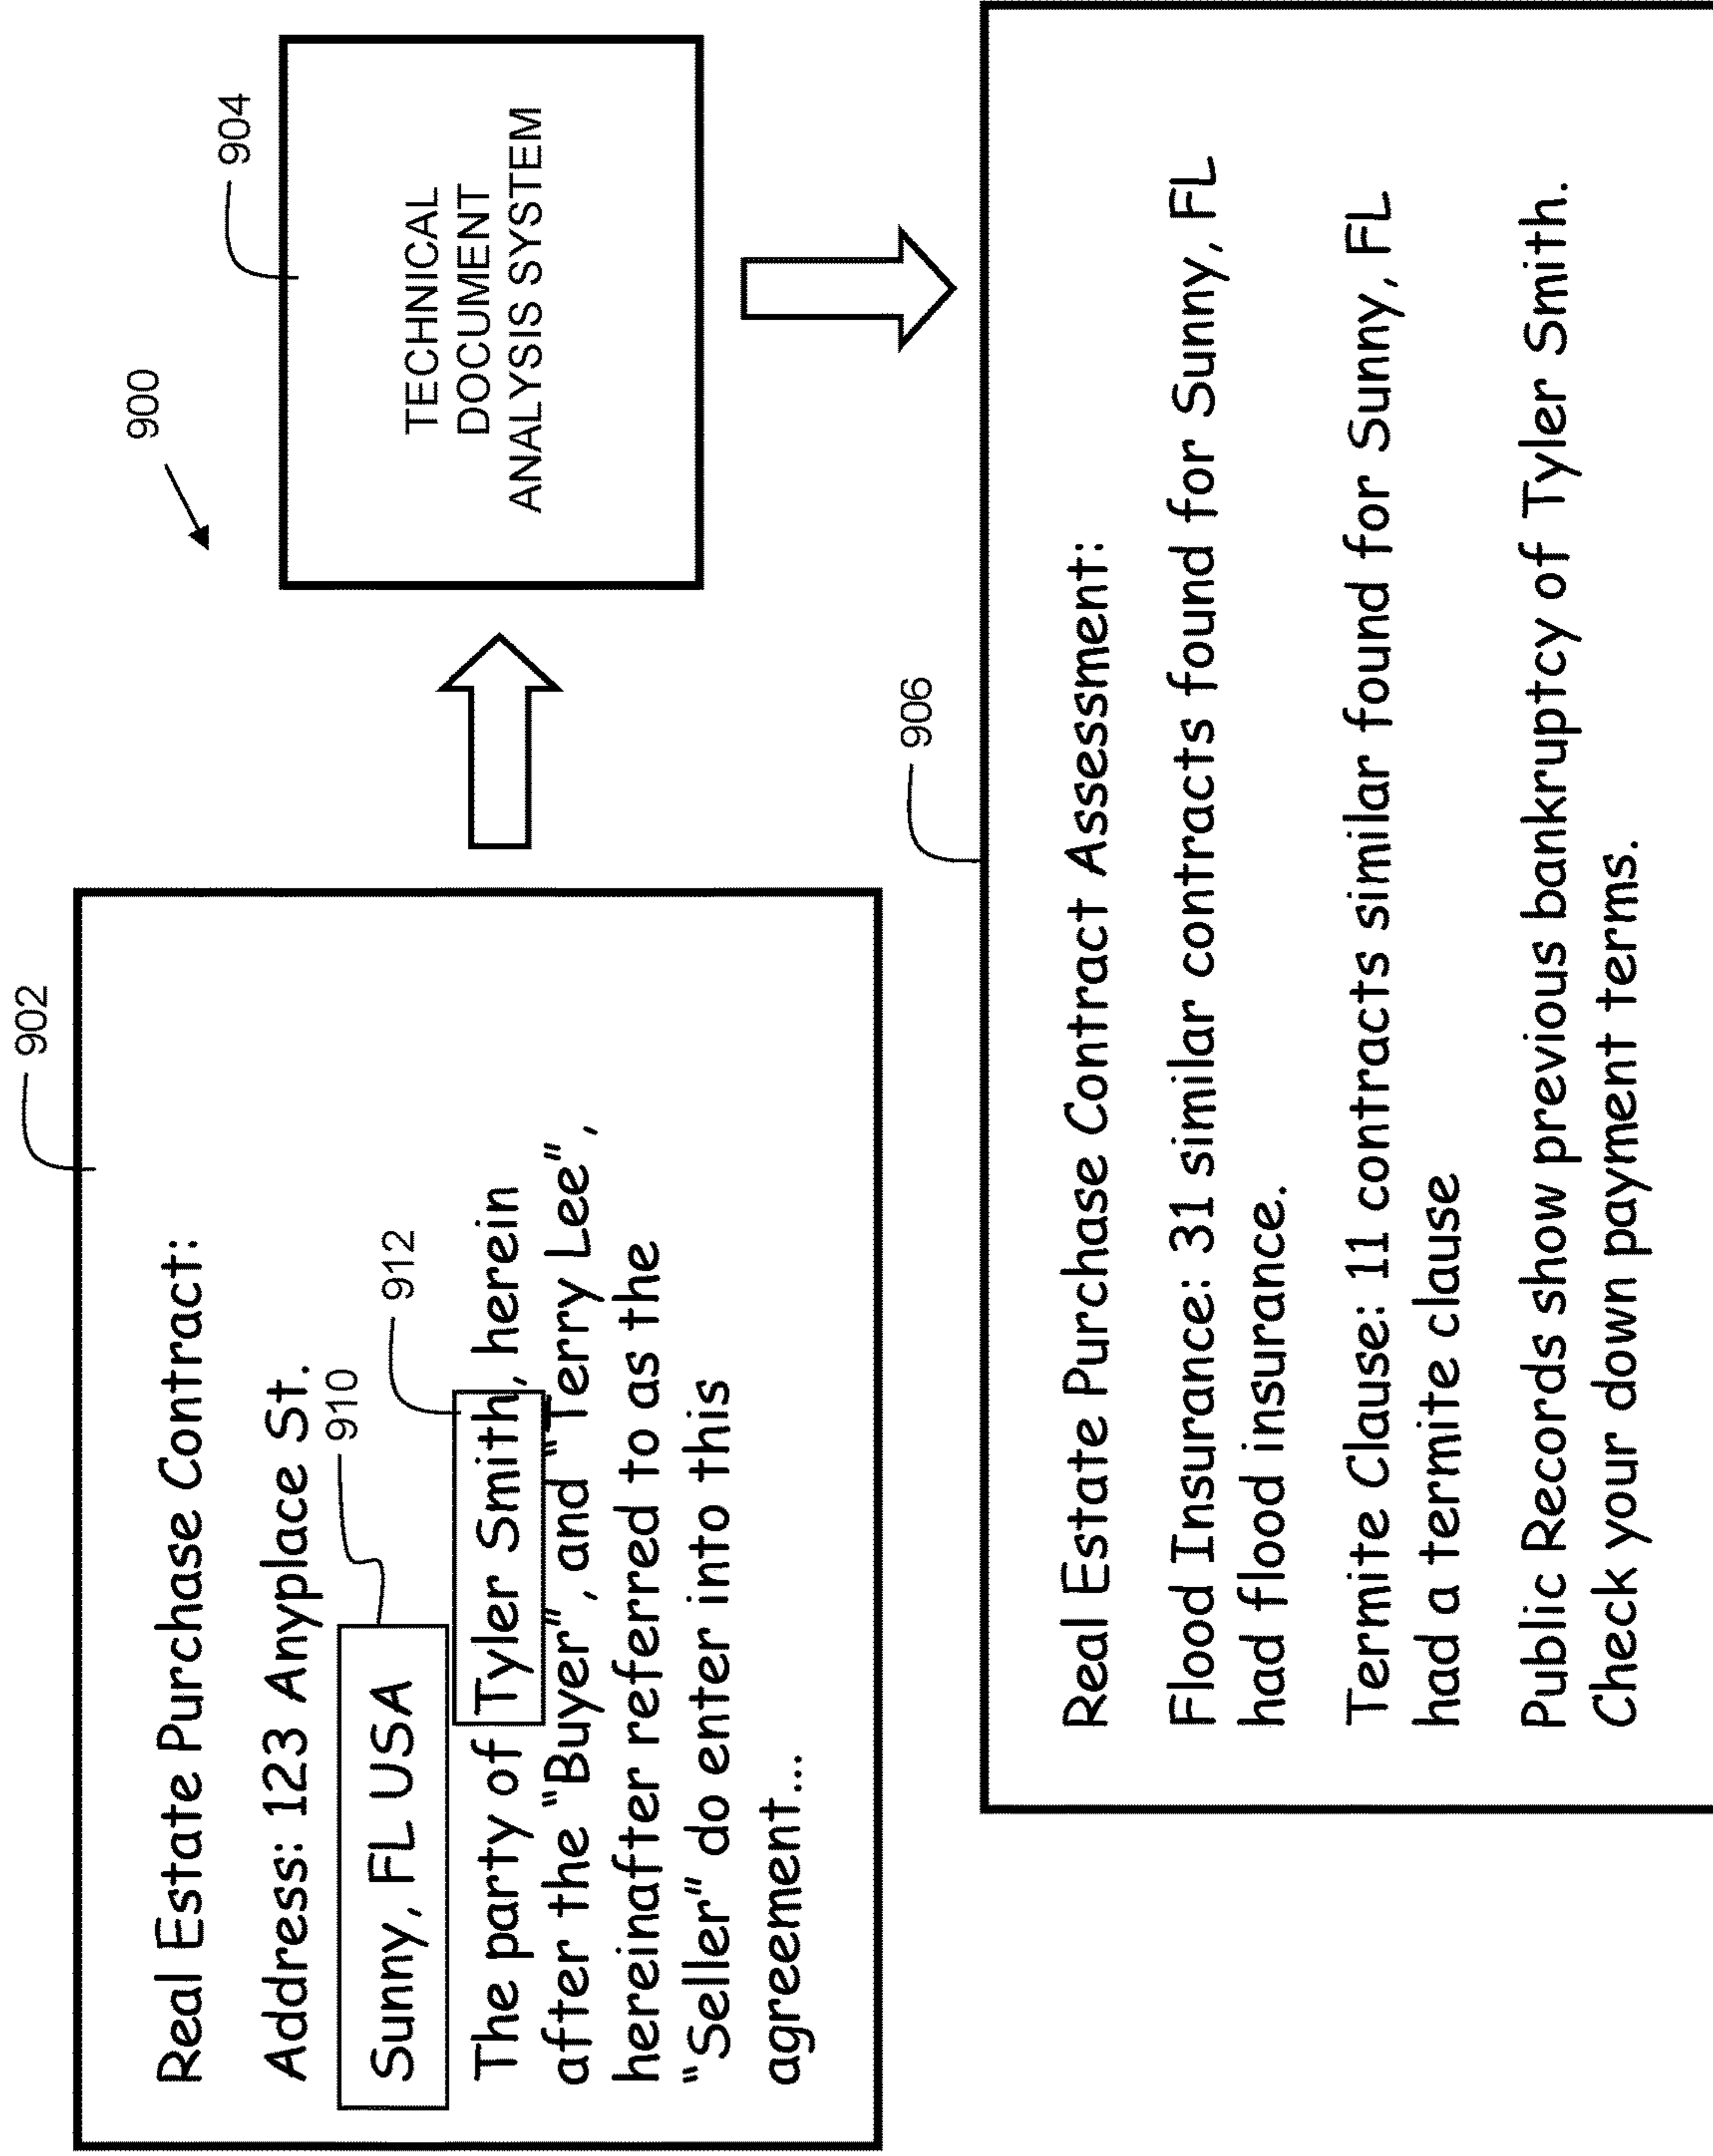 900
902
Real Estate Purchase Contract:
Address: 123 Anyplace St.
910
Sunny, FL USA
912
The party of Tyler Smith, herein
after the “Buyer”, and “Terry Lee”,
hereinafter referred to as the
“Seller” do enter into this
agreement...
904
TECHNICAL
DOCUMENT
ANALYSIS SYSTEM
906
Real Estate Purchase Contract Assessment:
Flood Insurance: 31 similar contracts found for Sunny, FL
had flood insurance.
Termite Clause: 11 contracts similar found for Sunny, FL
had a termite clause
Public Records show previous bankruptcy of Tyler Smith.
Check your down payment terms.